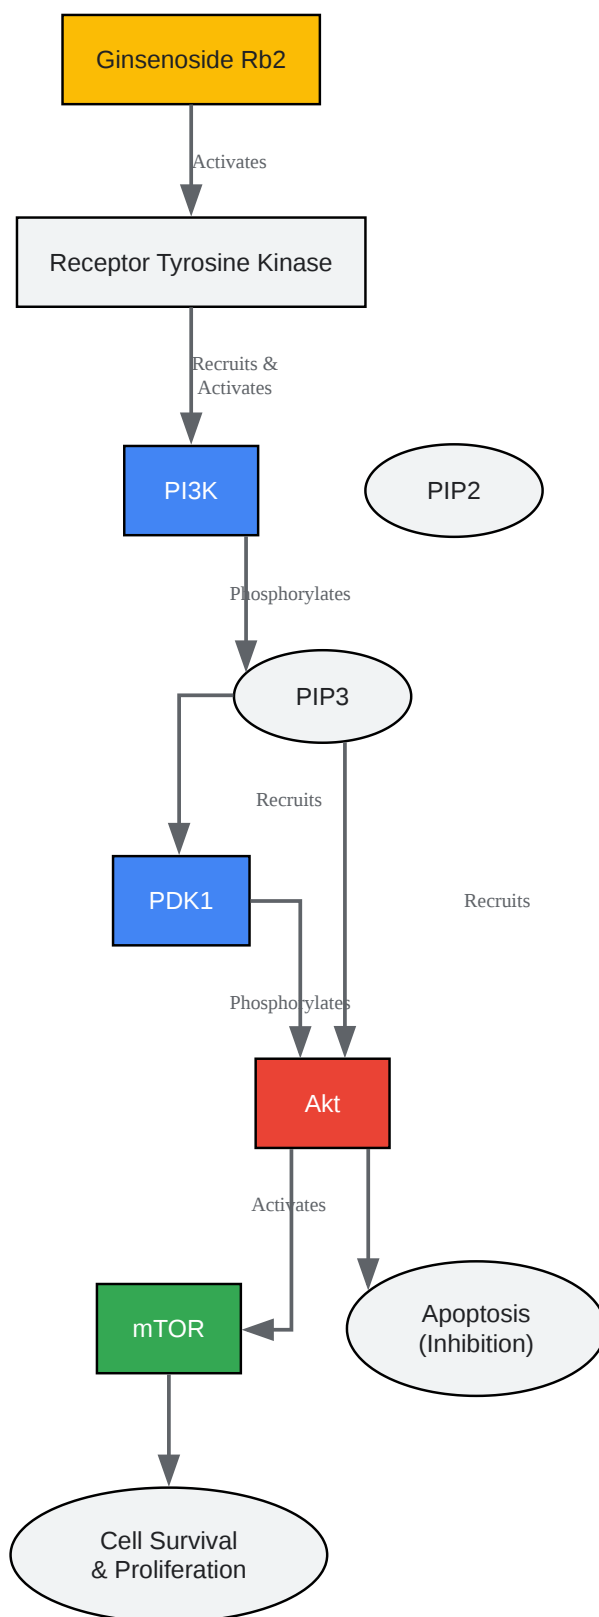 Ginsenoside Rb2
Activates
Receptor Tyrosine Kinase
Recruits &
Activates
PI3K
PIP2
Phosphorylates
PIP3
Recruits
PDK1
Recruits
Phosphorylates
Akt
Activates
Apoptosis
(Inhibition)
mTOR
Cell Survival
& Proliferation